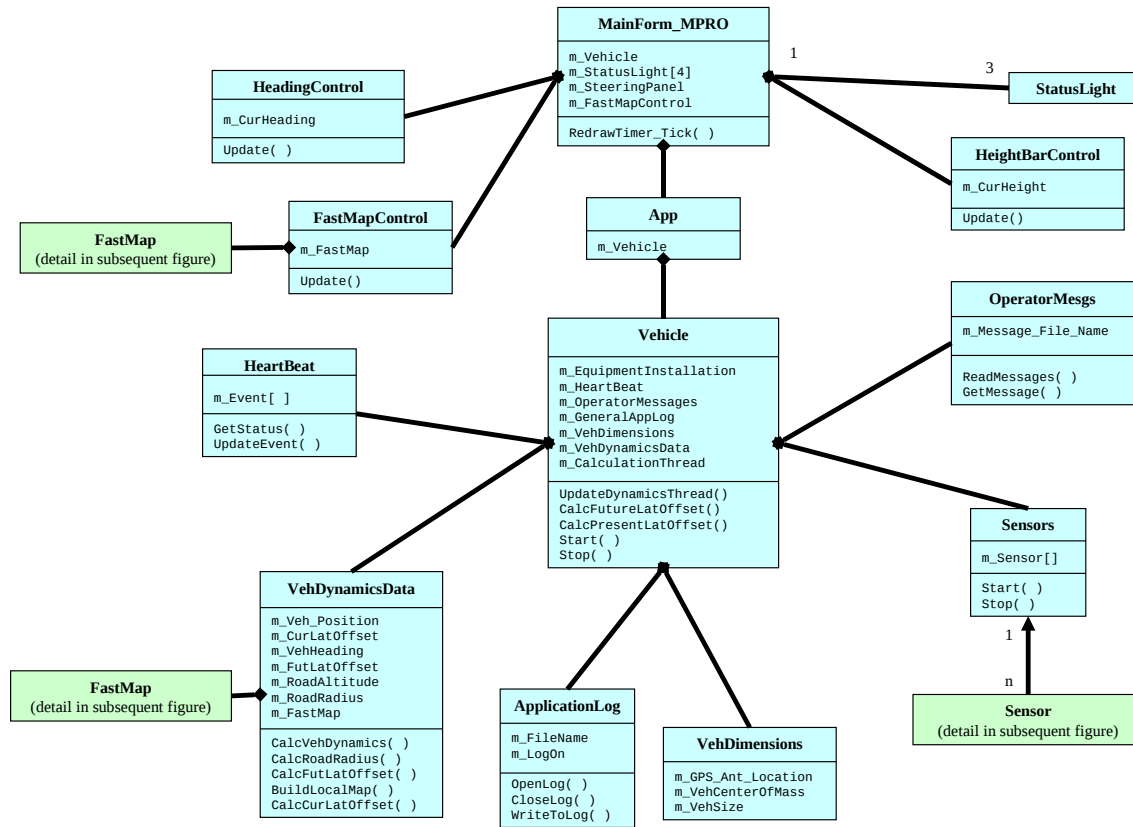 MainForm_MPRO
m_Vehicle
m_StatusLight[4]
m_SteeringPanel
m_FastMapControl
RedrawTimer_Tick( )
1
3
StatusLight
HeadingControl
m_CurHeading
Update( )
HeightBarControl
m_CurHeight
Update()
FastMapControl
m_FastMap
Update()
FastMap
(detail in subsequent figure)
App
m_Vehicle
OperatorMesgs
m_Message_File_Name
ReadMessages( )
GetMessage( )
Vehicle
m_EquipmentInstallation
m_HeartBeat
m_OperatorMessages
m_GeneralAppLog
m_VehDimensions
m_VehDynamicsData
m_CalculationThread
UpdateDynamicsThread()
CalcFutureLatOffset()
CalcPresentLatOffset()
Start( )
Stop( )
HeartBeat
m_Event[ ]
GetStatus( )
UpdateEvent( )
Sensors
m_Sensor[]
Start( )
Stop( )
1
n
Sensor
(detail in subsequent figure)
VehDynamicsData
m_Veh_Position
m_CurLatOffset
m_VehHeading
m_FutLatOffset
m_RoadAltitude
m_RoadRadius
m_FastMap
CalcVehDynamics( )
CalcRoadRadius( )
CalcFutLatOffset( )
BuildLocalMap( )
CalcCurLatOffset( )
FastMap
(detail in subsequent figure)
ApplicationLog
m_FileName
m_LogOn
OpenLog( )
CloseLog( )
WriteToLog( )
VehDimensions
m_GPS_Ant_Location
m_VehCenterOfMass
m_VehSize